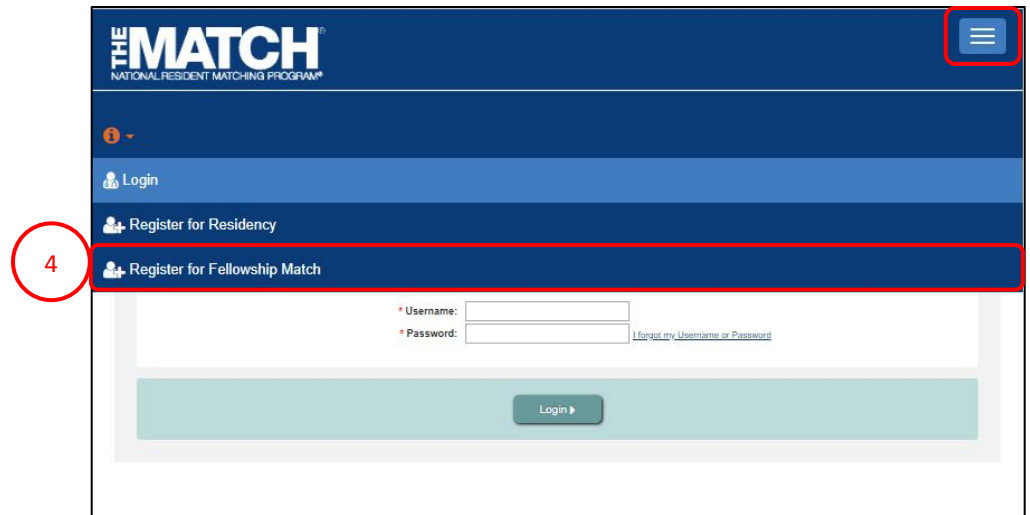 THE MATCH®
NATIONAL RESIDENT MATCHING PROGRAM®
Login
Register for Residency
4
Register for Fellowship Match
* Username:
* Password:
I forgot my Username or Password
Login